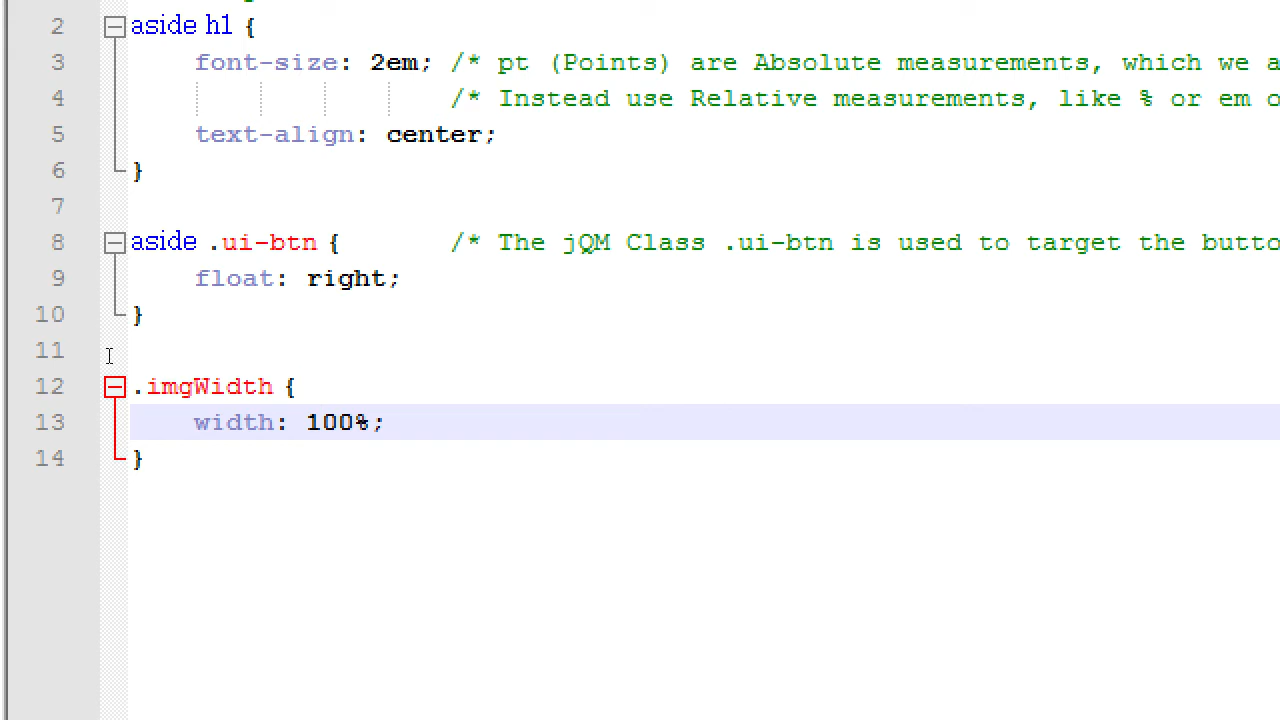 2 aside h1 {
3 font-size: 2em; /* pt (Points) are Absolute measurements, which we
4 /* Instead use Relative measurements, like % or em
5 text-align: center;
6 }
7
8 aside .ui-btn { /* The jQM Class .ui-btn is used to target the
9 float: right;
10 }
11
12 .imgWidth {
13 width: 100%;
14 }